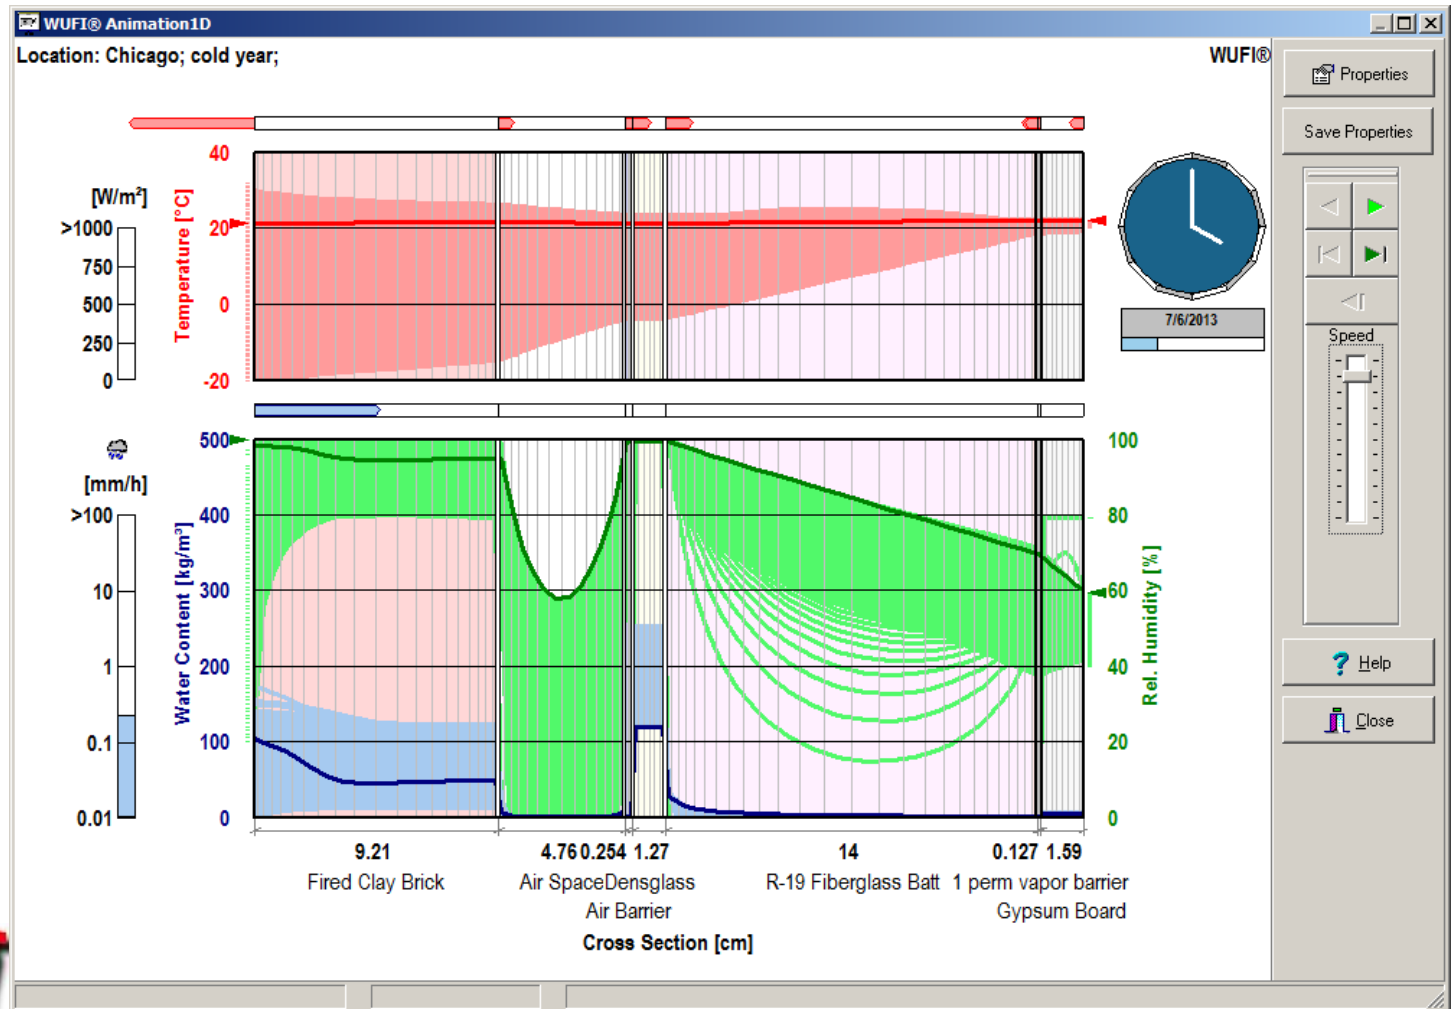 WUFI® Animation1D
Location: Chicago; cold year;
WUFI®
Properties
Save Properties
[W/m²]
>1000
750
500
250
0
Temperature [°C]
40
20
0
-20
7/6/2013
Speed
[mm/h]
>100
10
1
0.1
0.01
Water Content [kg/m³]
500
400
300
200
100
0
100
80
60
40
20
0
Rel. Humidity [%]
Help
Close
9.21 4.76 0.254 1.27 14 0.127 1.59
Fired Clay Brick Air Space Densglass R-19 Fiberglass Batt 1 perm vapor barrier
Air Barrier Gypsum Board
Cross Section [cm]